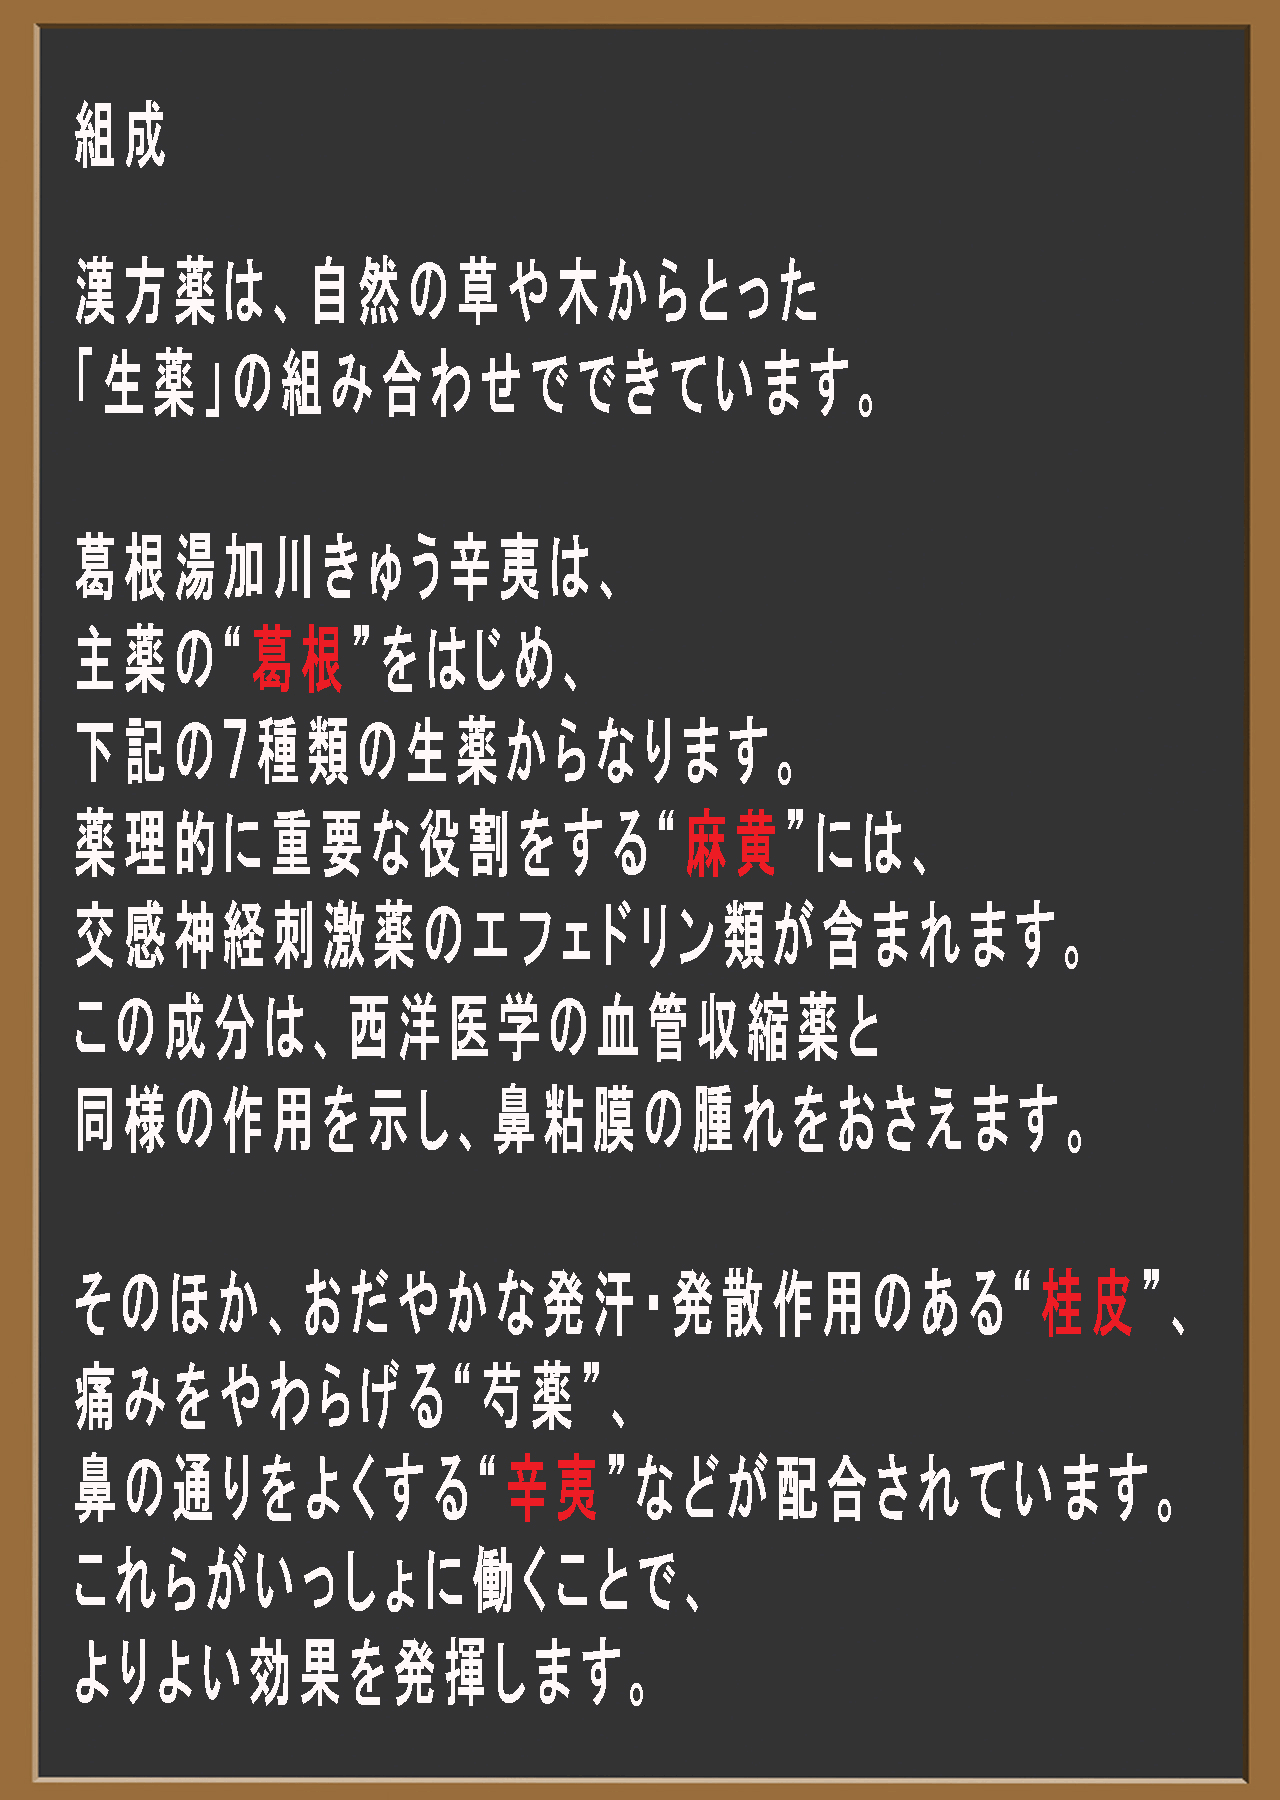 組成
漢方薬は、自然の草や木からとった
「生薬」の組み合わせでできています。
葛根湯加川きゅう辛夷は、
主薬の“葛根”をはじめ、
下記の7種類の生薬からなります。
薬理的に重要な役割をする“麻黄”には、
交感神経刺激薬のエフェドリン類が含まれます。
この成分は、西洋医学の血管収縮薬と
同様の作用を示し、鼻粘膜の腫れをおさえます。
そのほか、おだやかな発汗・発散作用のある“桂皮”、
痛みをやわらげる“芍薬”、
鼻の通りをよくする“辛夷”などが配合されています。
これらがいっしょに働くことで、
よりよい効果を発揮します。